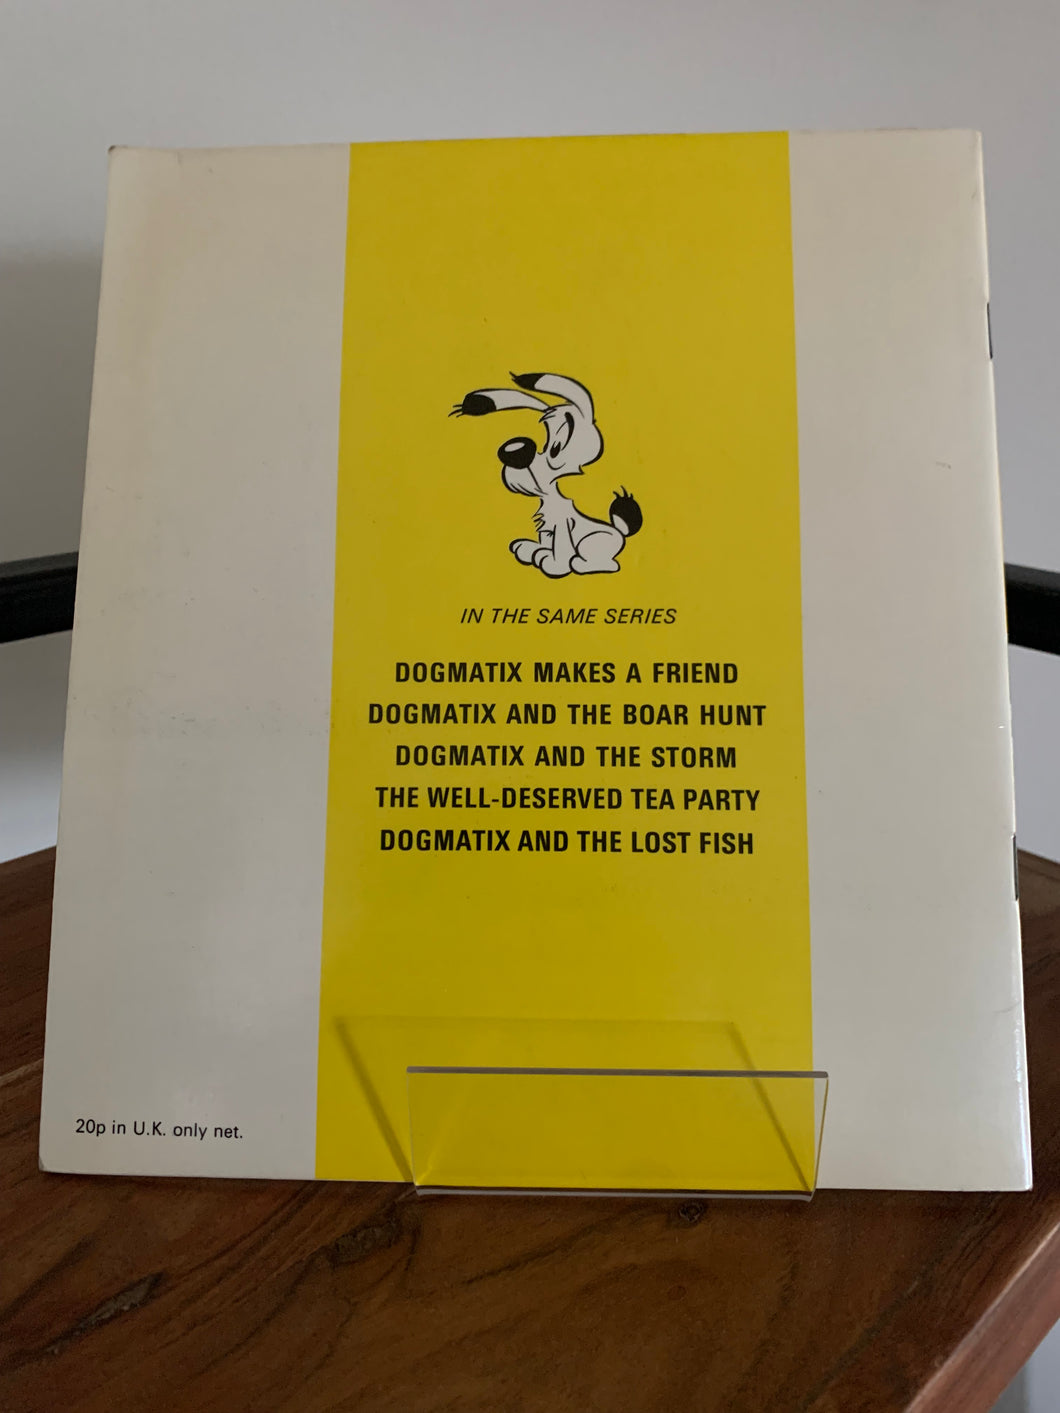 IN THE SAME SERIES
DOGMATIX MAKES A FRIEND
DOGMATIX AND THE BOAR HUNT
DOGMATIX AND THE STORM
THE WELL-DESERVED TEA PARTY
DOGMATIX AND THE LOST FISH
20p in U.K. only net.